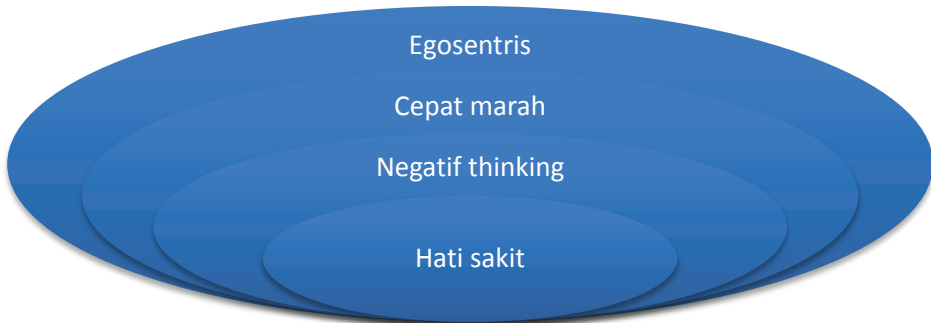 Egosentris
Cepat marah
Negatif thinking
Hati sakit